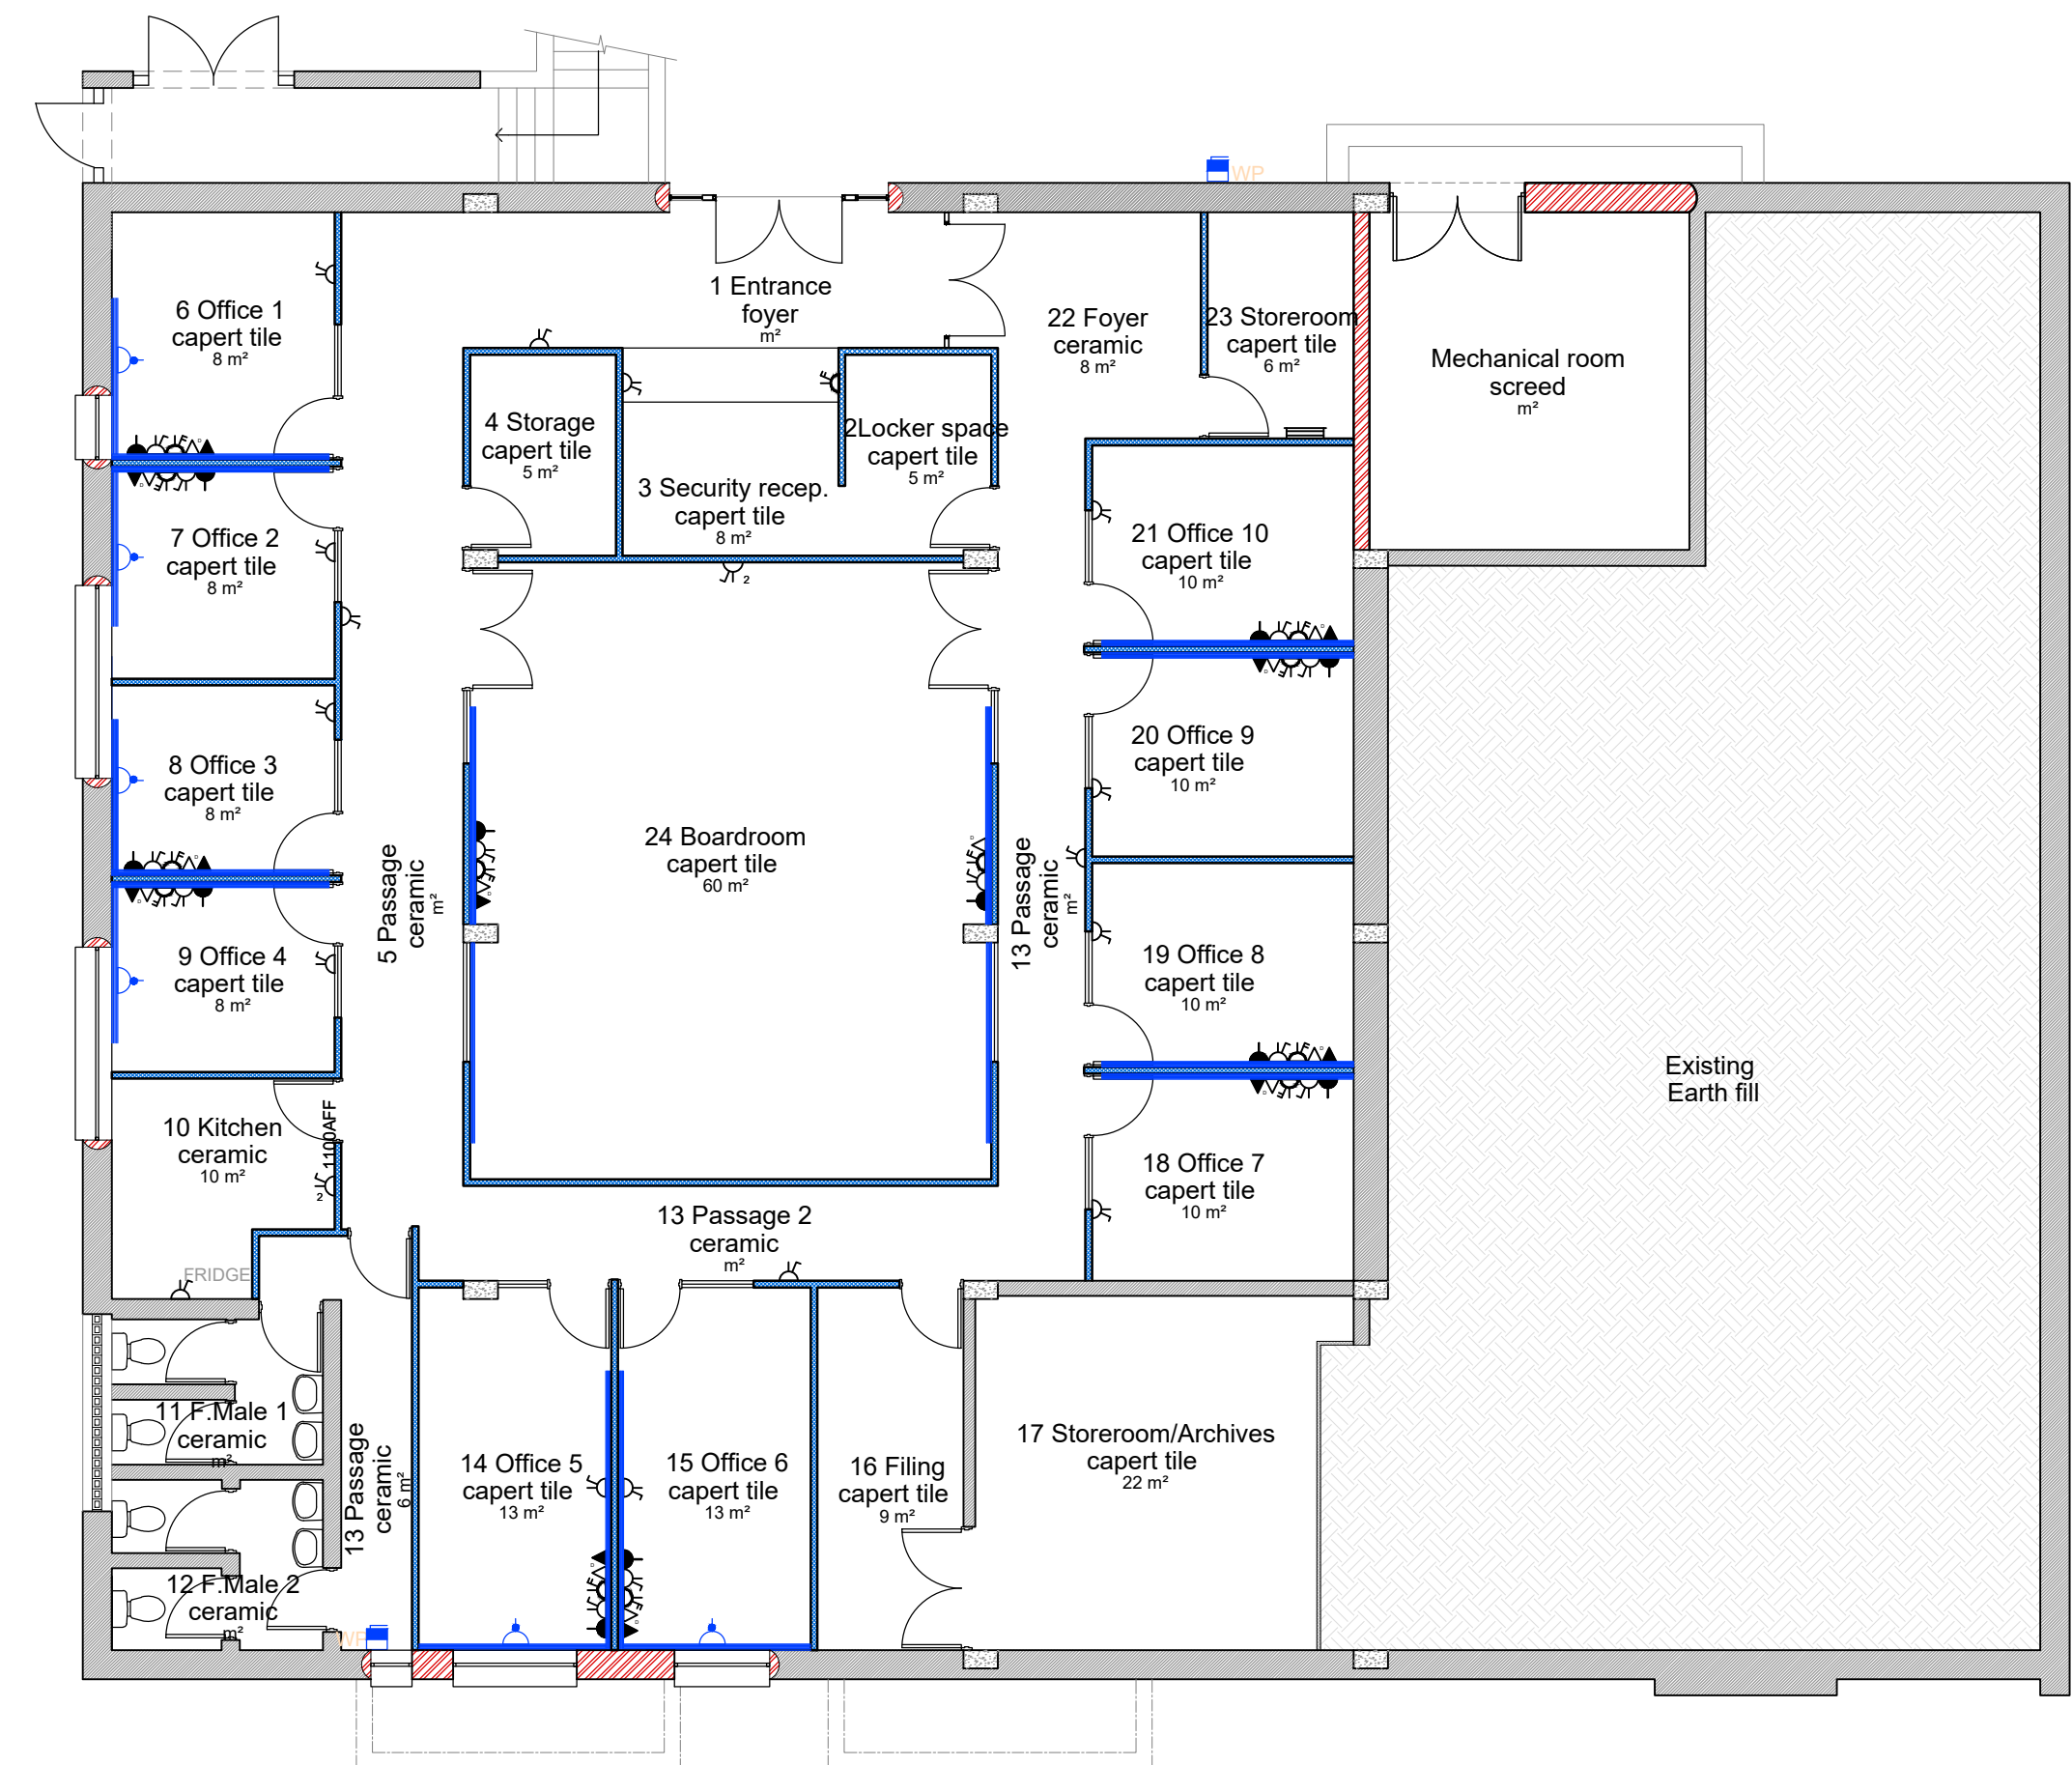 WP
6 Office 1
capert tile
8 m²
1 Entrance
foyer
m²
22 Foyer
ceramic
8 m²
23 Storeroom
capert tile
6 m²
Mechanical room
screed
m²
4 Storage
capert tile
5 m²
2Locker space
capert tile
5 m²
3 Security recep.
capert tile
8 m²
7 Office 2
capert tile
8 m²
21 Office 10
capert tile
10 m²
2
8 Office 3
capert tile
8 m²
20 Office 9
capert tile
10 m²
24 Boardroom
capert tile
60 m²
5 Passage
ceramic
m²
13 Passage
ceramic
m²
9 Office 4
capert tile
8 m²
19 Office 8
capert tile
10 m²
Existing
Earth fill
10 Kitchen
ceramic
10 m²
1100AFF
2
18 Office 7
capert tile
10 m²
13 Passage 2
ceramic
m²
FRIDGE
11 F.Male 1
ceramic
m²
13 Passage
ceramic
6 m²
14 Office 5
capert tile
13 m²
15 Office 6
capert tile
13 m²
16 Filing
capert tile
9 m²
17 Storeroom/Archives
capert tile
22 m²
12 F.Male 2
ceramic
m²
WP